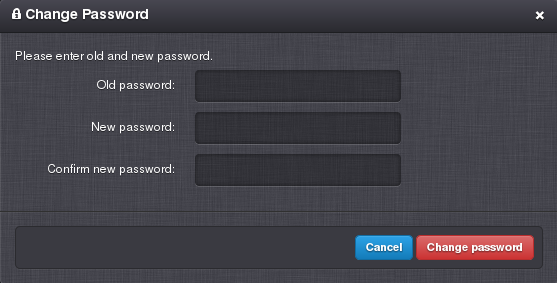 Change Password
Please enter old and new password.
Old password:
New password:
Confirm new password:
Cancel Change password